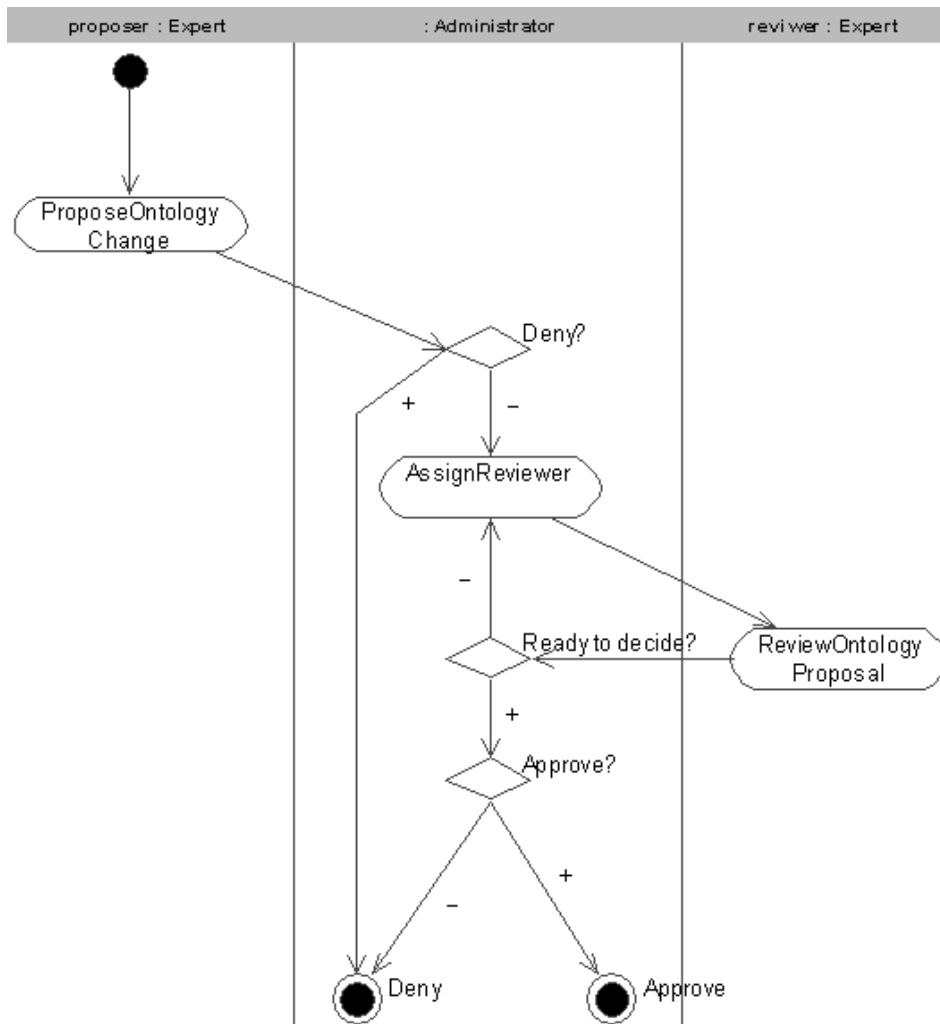 proposer : Expert
: Administrator
reviwer : Expert
ProposeOntology
Change
Deny?
+
−
AssignReviewer
−
Ready to decide?
ReviewOntology
Proposal
+
Approve?
+
−
Deny
Approve